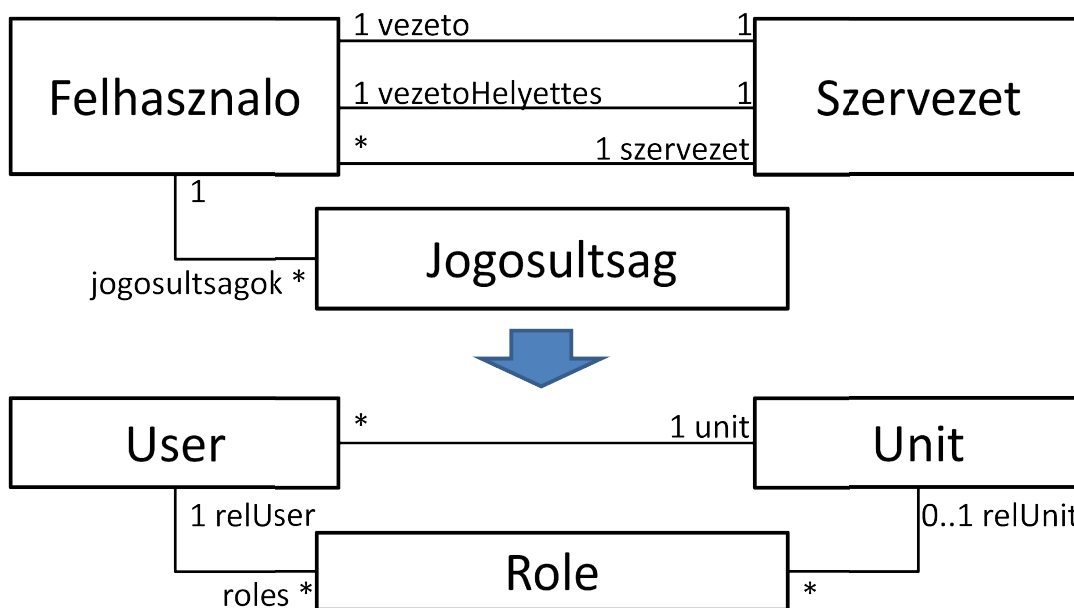 1 vezeto 1
Felhasznalo 1 vezetoHelyettes 1 Szervezet
* 1 szervezet
1
Jogosultsag
jogosultsagok *
User * 1 unit Unit
1 relUser 0..1 relUnit
Role
roles * *